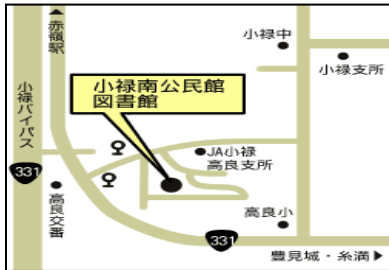 ▲赤嶺駅
小禄中
小禄支所
小禄南公民館
図書館
小禄バイパス
JA小禄
高良支所
331
高良交番
高良小
331
豊見城・糸満▶